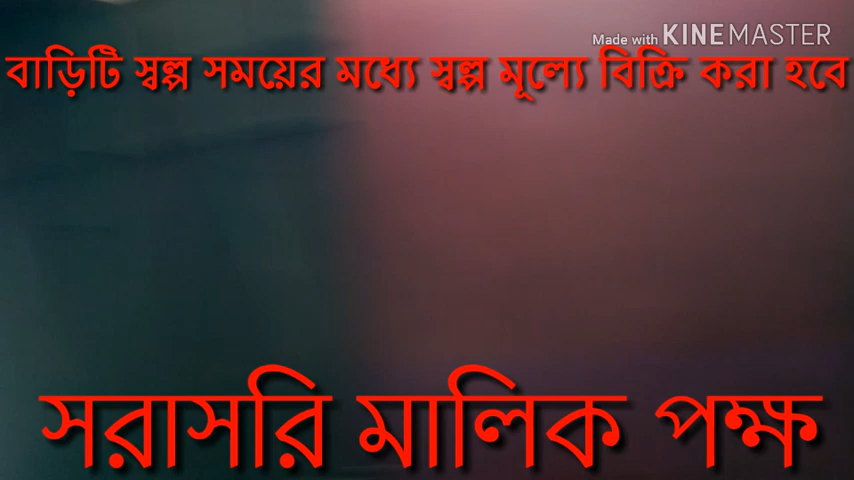 Made with KINEMASTER
বাড়িটি স্বল্প সময়ের মধ্যে স্বল্প মূল্যে বিক্রি করা হবে
সরাসরি মালিক পক্ষ